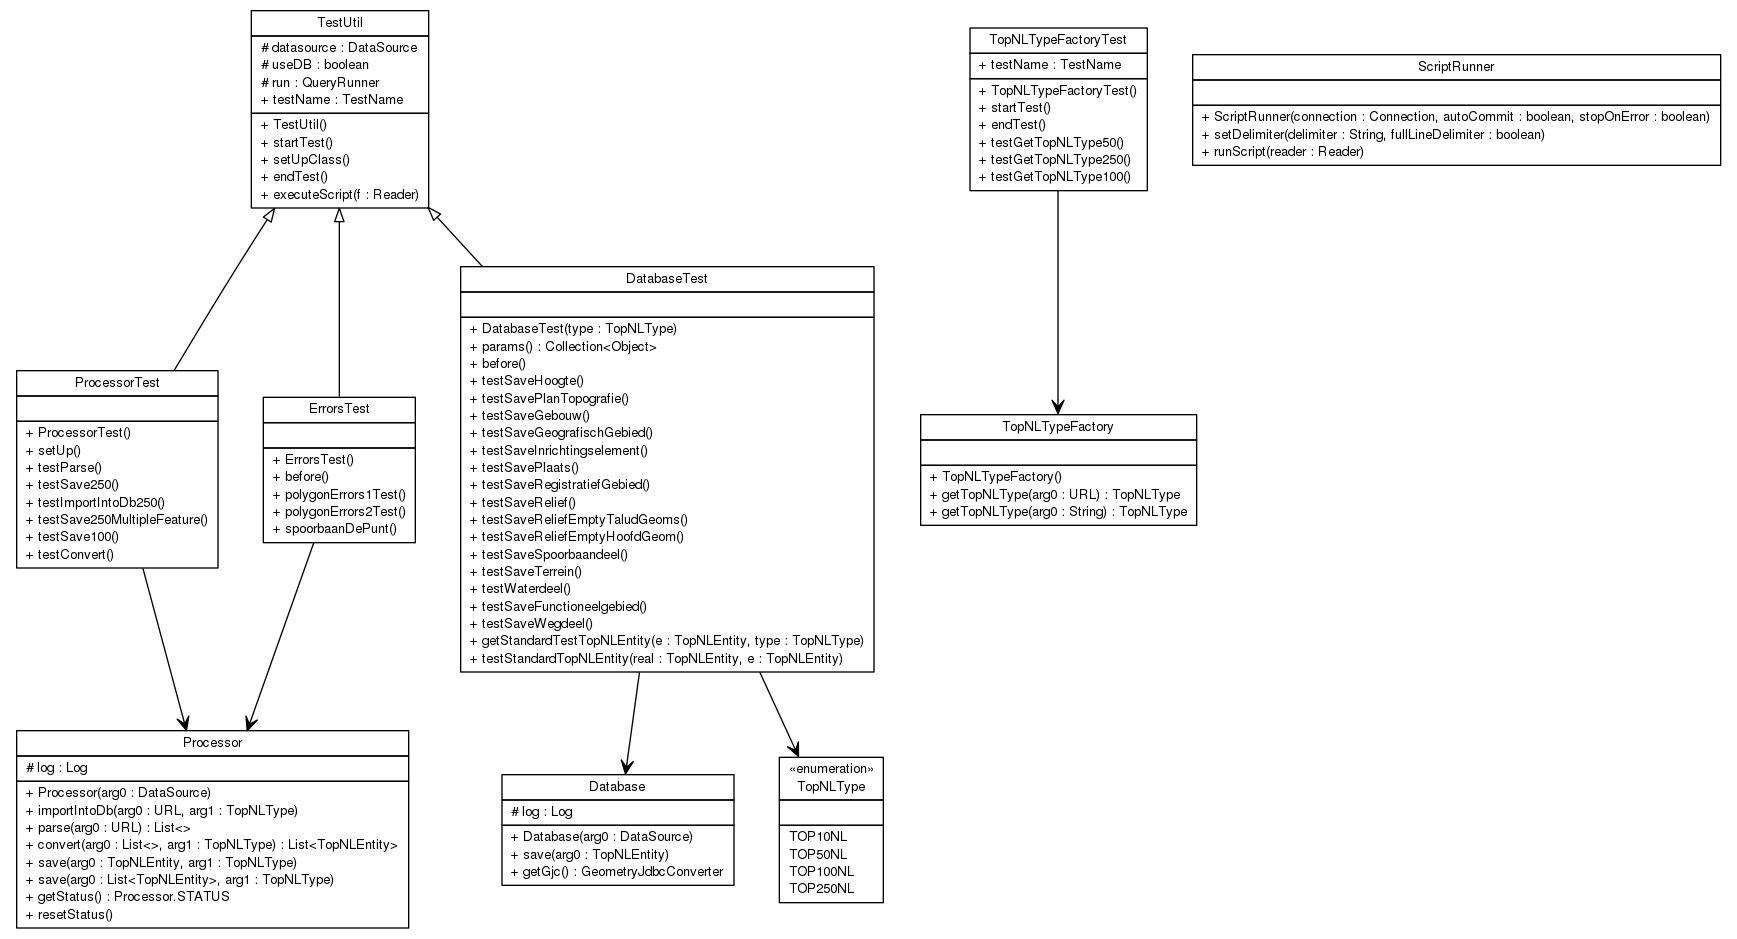 TestUtil
# datasource : DataSource
# useDB : boolean
# run : QueryRunner
+ testName : TestName
+ TestUtil()
+ startTest()
+ setUpClass()
+ endTest()
+ executeScript(f : Reader)
TopNLTypeFactoryTest
+ testName : TestName
+ TopNLTypeFactoryTest()
+ startTest()
+ endTest()
+ testGetTopNLType50()
+ testGetTopNLType250()
+ testGetTopNLType100()
ScriptRunner
+ ScriptRunner(connection : Connection, autoCommit : boolean, stopOnError : boolean)
+ setDelimiter(delimiter : String, fullLineDelimiter : boolean)
+ runScript(reader : Reader)
ProcessorTest
+ ProcessorTest()
+ setUp()
+ testParse()
+ testSave250()
+ testImportIntoDb250()
+ testSave250MultipleFeature()
+ testSave100()
+ testConvert()
ErrorsTest
+ ErrorsTest()
+ before()
+ polygonErrors1Test()
+ polygonErrors2Test()
+ spoorbaanDePunt()
DatabaseTest
+ DatabaseTest(type : TopNLType)
+ params() : Collection<Object>
+ before()
+ testSaveHoogte()
+ testSavePlanTopografie()
+ testSaveGebouw()
+ testSaveGeografischGebied()
+ testSaveInrichtingselement()
+ testSavePlaats()
+ testSaveRegistratiefGebied()
+ testSaveRelief()
+ testSaveReliefEmptyTaludGeoms()
+ testSaveReliefEmptyHoofdGeom()
+ testSaveSpoorbaandeel()
+ testSaveTerrein()
+ testWaterdeel()
+ testSaveFunctioneelgebied()
+ testSaveWegdeel()
+ getStandardTestTopNLEntity(e : TopNLEntity, type : TopNLType)
+ testStandardTopNLEntity(real : TopNLEntity, e : TopNLEntity)
TopNLTypeFactory
+ TopNLTypeFactory()
+ getTopNLType(arg0 : URL) : TopNLType
+ getTopNLType(arg0 : String) : TopNLType
Processor
# log : Log
+ Processor(arg0 : DataSource)
+ importIntoDb(arg0 : URL, arg1 : TopNLType)
+ parse(arg0 : URL) : List<>
+ convert(arg0 : List<>, arg1 : TopNLType) : List<TopNLEntity>
+ save(arg0 : TopNLEntity, arg1 : TopNLType)
+ save(arg0 : List<TopNLEntity>, arg1 : TopNLType)
+ getStatus() : Processor.STATUS
+ resetStatus()
Database
# log : Log
+ Database(arg0 : DataSource)
+ save(arg0 : TopNLEntity)
+ getGjc() : GeometryJdbcConverter
«enumeration»
TopNLType
TOP10NL
TOP50NL
TOP100NL
TOP250NL